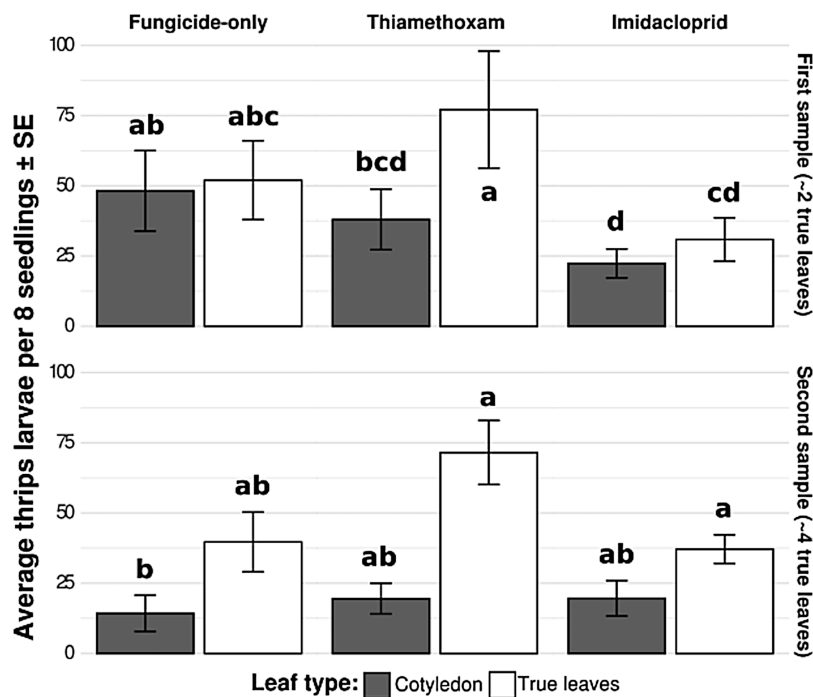 Fungicide-only Thiamethoxam Imidacloprid
Average thrips larvae per 8 seedlings ± SE
100
75
50
25
0
ab
abc
bcd
a
d
cd
First sample (~2 true leaves)
100
75
50
25
0
b
ab
ab
a
ab
a
Second sample (~4 true leaves)
Leaf type: Cotyledon True leaves